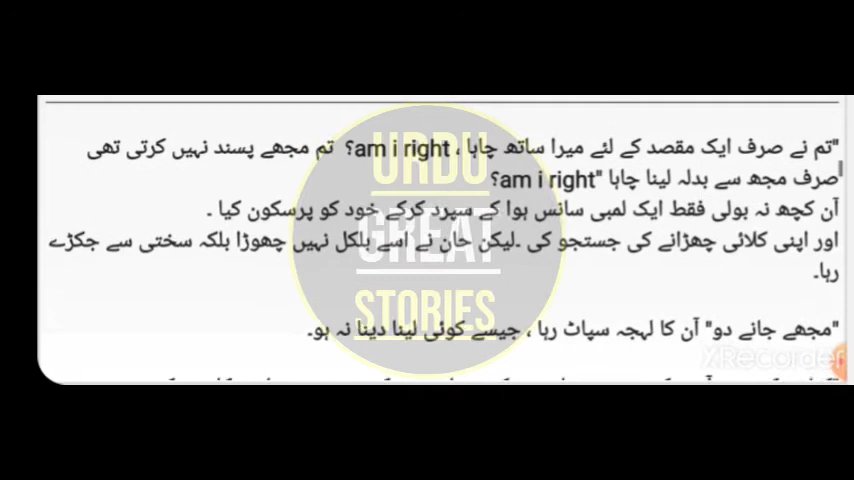 "تم نے صرف ایک مقصد کے لئے میرا ساتھ چاہا ، am i right؟ تم مجھے پسند نہیں کرتی تھی
صرف مجھ سے بدلہ لینا چاہا "am i right؟
آن کچھ نہ بولی فقط ایک لمبی سانس ہوا کے سپرد کرکے خود کو پرسکون کیا ۔
اور اپنی کلائی چھڑانے کی جستجو کی ۔لیکن خان نے اسے بلکل نہیں چھوڑا بلکہ سختی سے جکڑے
رہا۔
"مجھے جانے دو" آن کا لہجہ سپاٹ رہا ، جیسے کوئی لینا دینا نہ ہو۔
URDU
GREAT
STORIES
XRecorder